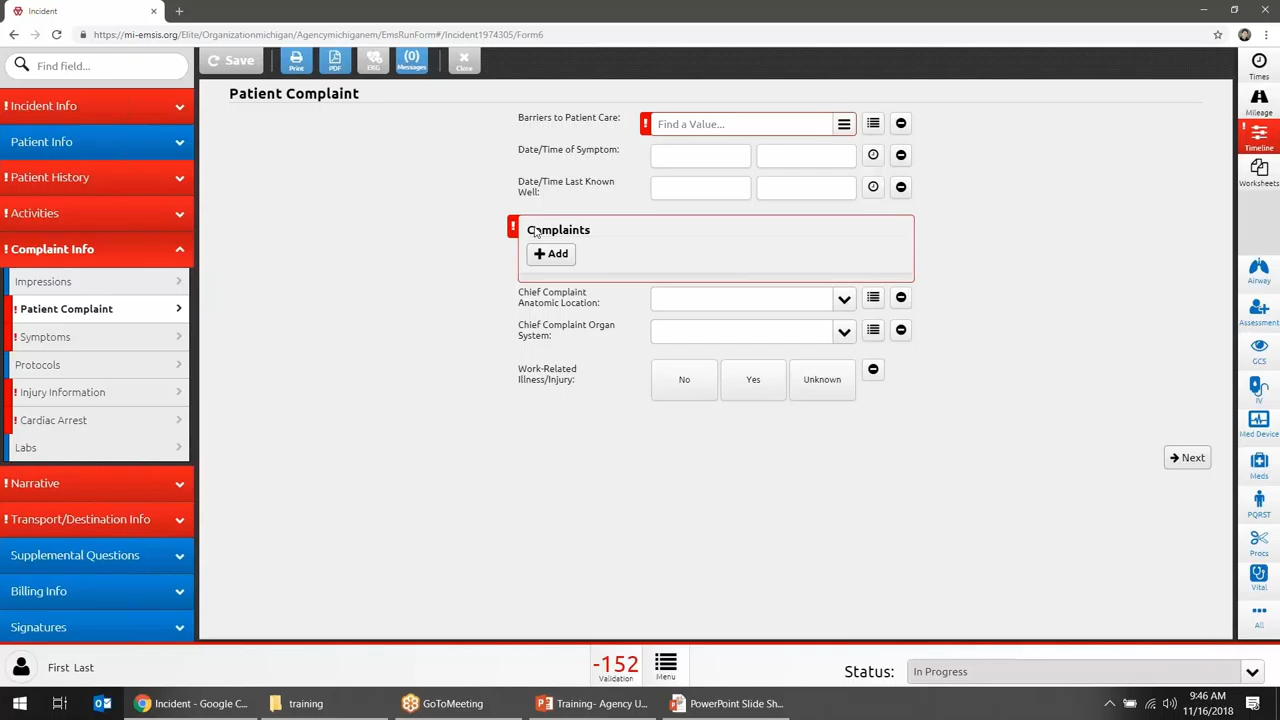 Incident
https://mi-emsis.org/Elite/Organizationmichigan/Agencymichiganem/EmsRunForm#/Incident1974305/Form6
Find field...
Save
Print
PDF
EKG
(0)
Messages
Close
Times
Mileage
! Incident Info
Patient Info
! Patient History
! Activities
! Complaint Info
Impressions
! Patient Complaint
! Symptoms
Protocols
! Injury Information
! Cardiac Arrest
Labs
! Narrative
! Transport/Destination Info
Supplemental Questions
Billing Info
Signatures
Patient Complaint
Barriers to Patient Care:
! Find a Value...
Date/Time of Symptom:
Date/Time Last Known
Well:
! Complaints
+ Add
Chief Complaint
Anatomic Location:
Chief Complaint Organ
System:
Work-Related
Illness/Injury:
No
Yes
Unknown
Next
! Timeline
Worksheets
Airway
Assessment
GCS
IV
Med Device
Meds
PQRST
Procs
Vital
All
First Last
-152
Validation
Menu
Status:
In Progress
Incident - Google C...
training
GoToMeeting
Training- Agency U...
PowerPoint Slide Sh...
9:46 AM
11/16/2018